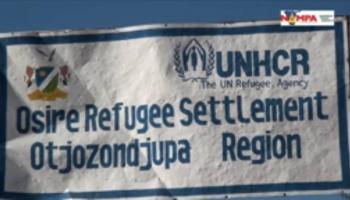 NAMPA
UNHCR
The UN Refugee Agency
Osire Refugee Settlement
Otjozondjupa Region